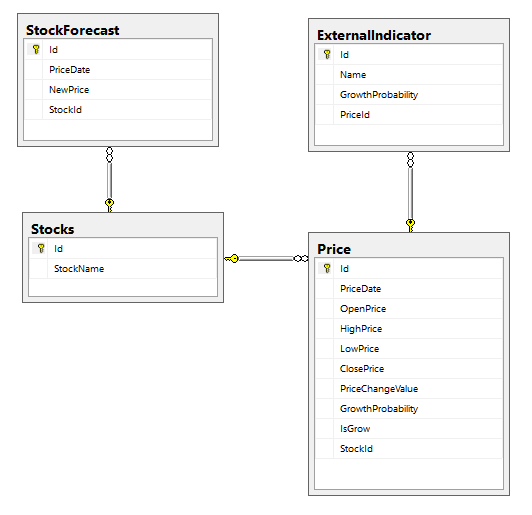 StockForecast
Id
PriceDate
NewPrice
StockId
ExternalIndicator
Id
Name
GrowthProbability
PriceId
Stocks
Id
StockName
Price
Id
PriceDate
OpenPrice
HighPrice
LowPrice
ClosePrice
PriceChangeValue
GrowthProbability
IsGrow
StockId